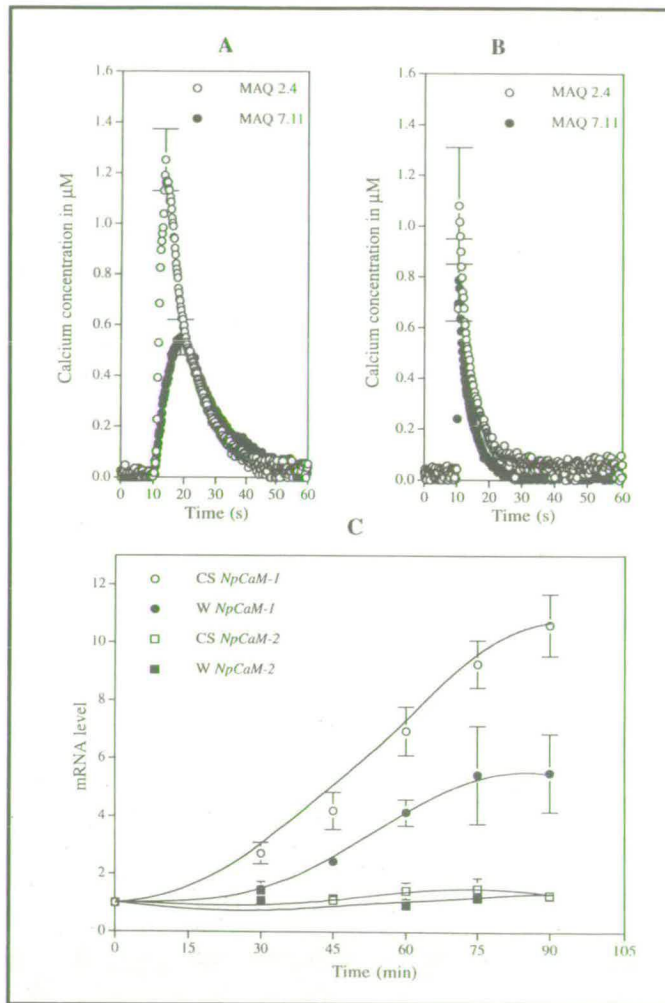 A
1.6
1.4
1.2
1.0
0.8
0.6
0.4
0.2
0.0
Calcium concentration in μM
MAQ 2.4
MAQ 7.11
0 10 20 30 40 50 60
Time (s)
B
1.6
1.4
1.2
1.0
0.8
0.6
0.4
0.2
0.0
Calcium concentration in μM
MAQ 2.4
MAQ 7.11
0 10 20 30 40 50 60
Time (s)
C
12
10
8
6
4
2
0
mRNA level
CS NpCaM-1
W NpCaM-1
CS NpCaM-2
W NpCaM-2
0 15 30 45 60 75 90 105
Time (min)